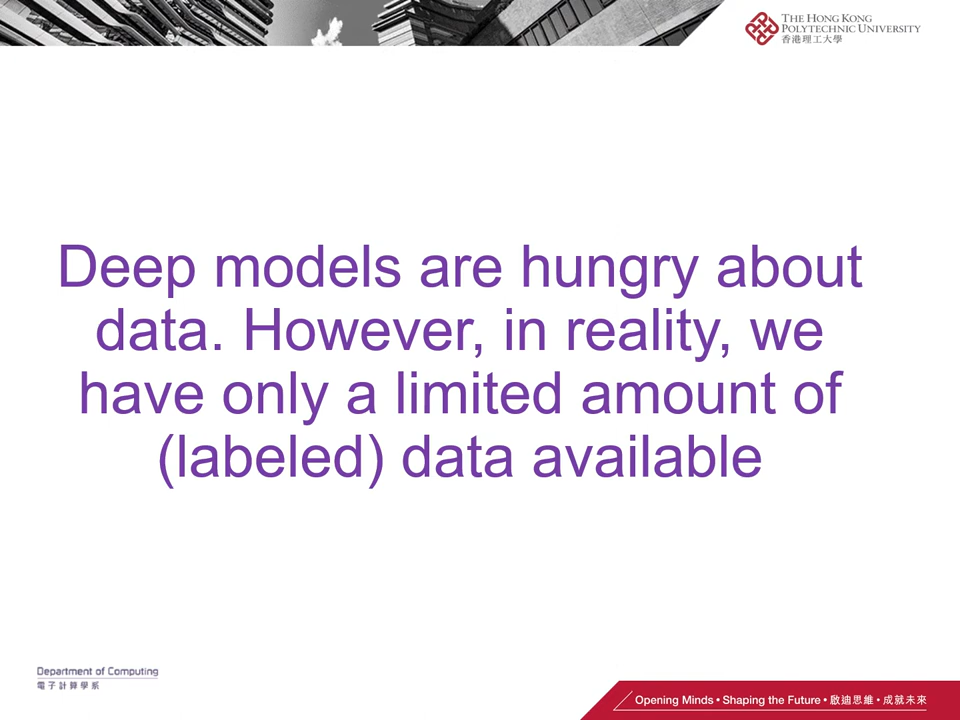 THE HONG KONG
POLYTECHNIC UNIVERSITY
香港理工大學
Deep models are hungry about
data. However, in reality, we
have only a limited amount of
(labeled) data available
Department of Computing
電子計算學系
Opening Minds • Shaping the Future • 啟迪思維 • 成就未來